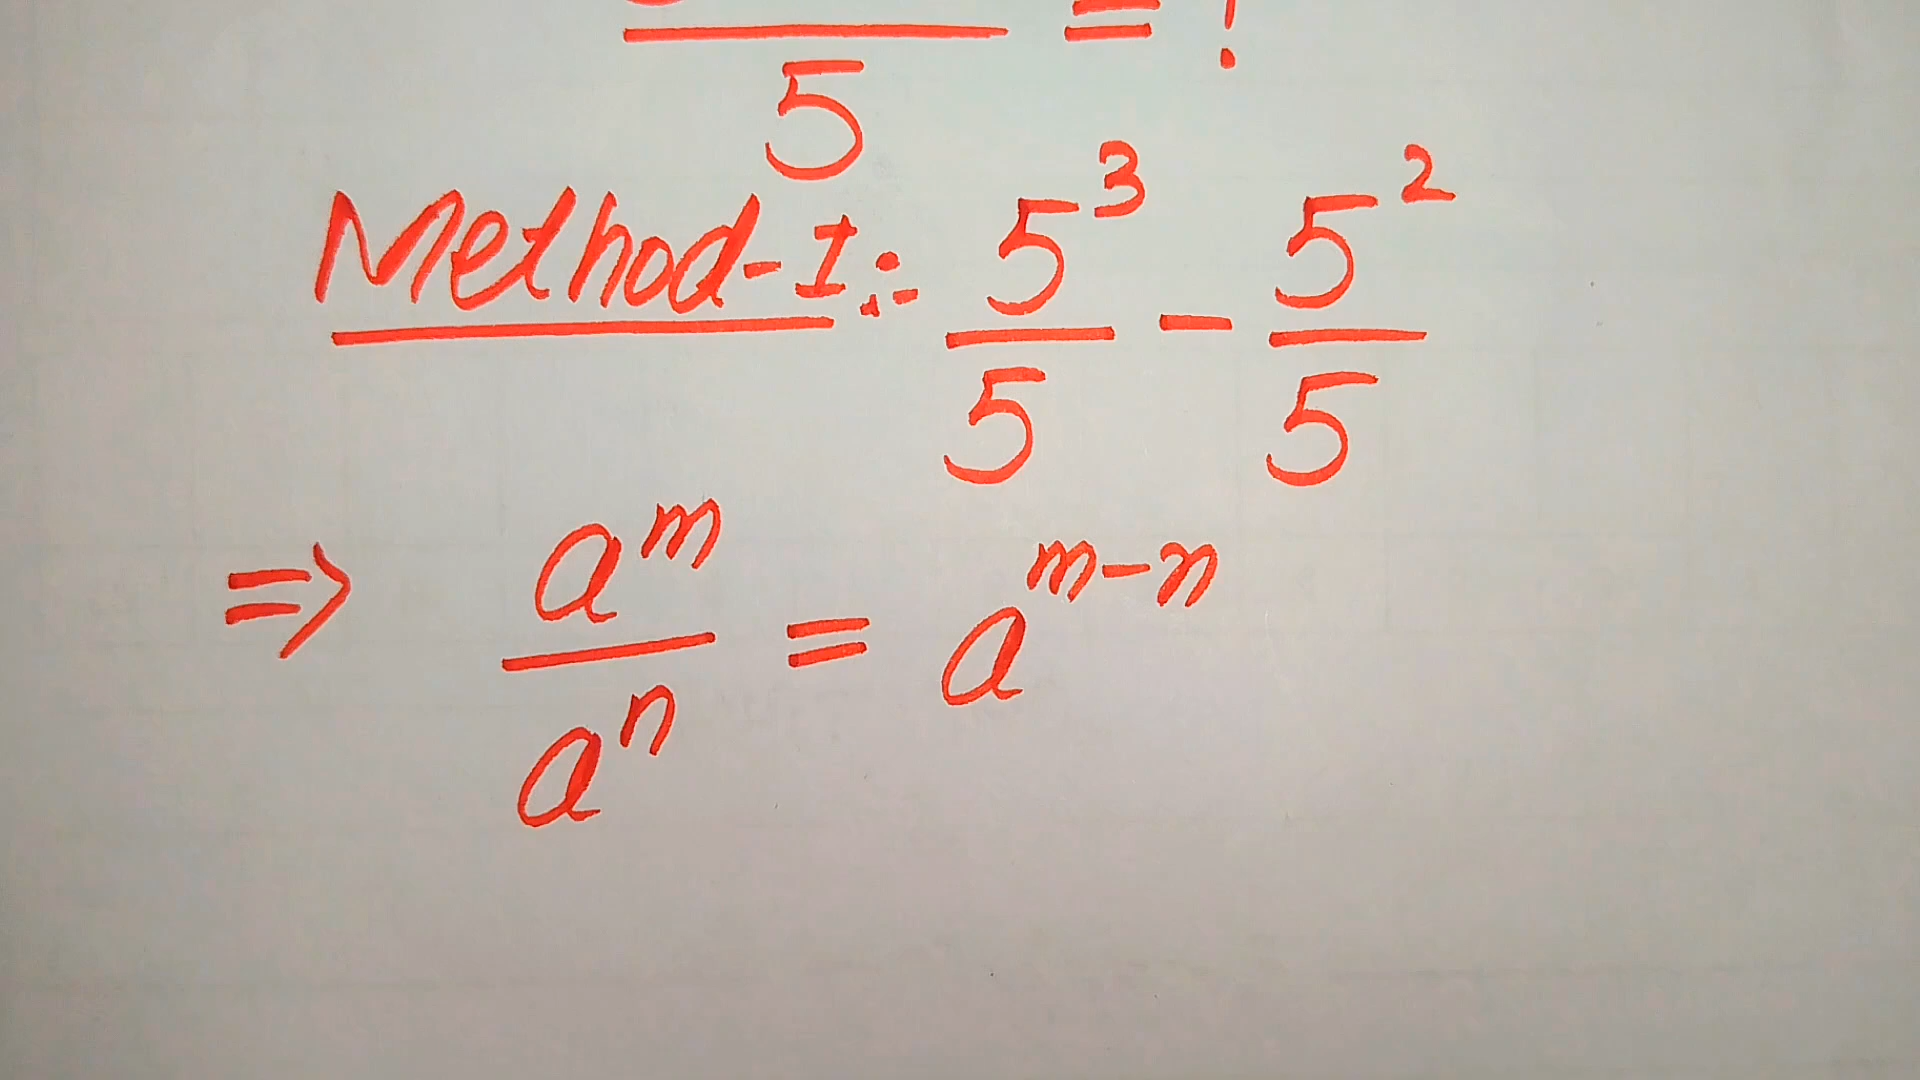 5 = ?
Method-I:- 5³/5 - 5²/5
=> aᵐ/aⁿ = aᵐ⁻ⁿ